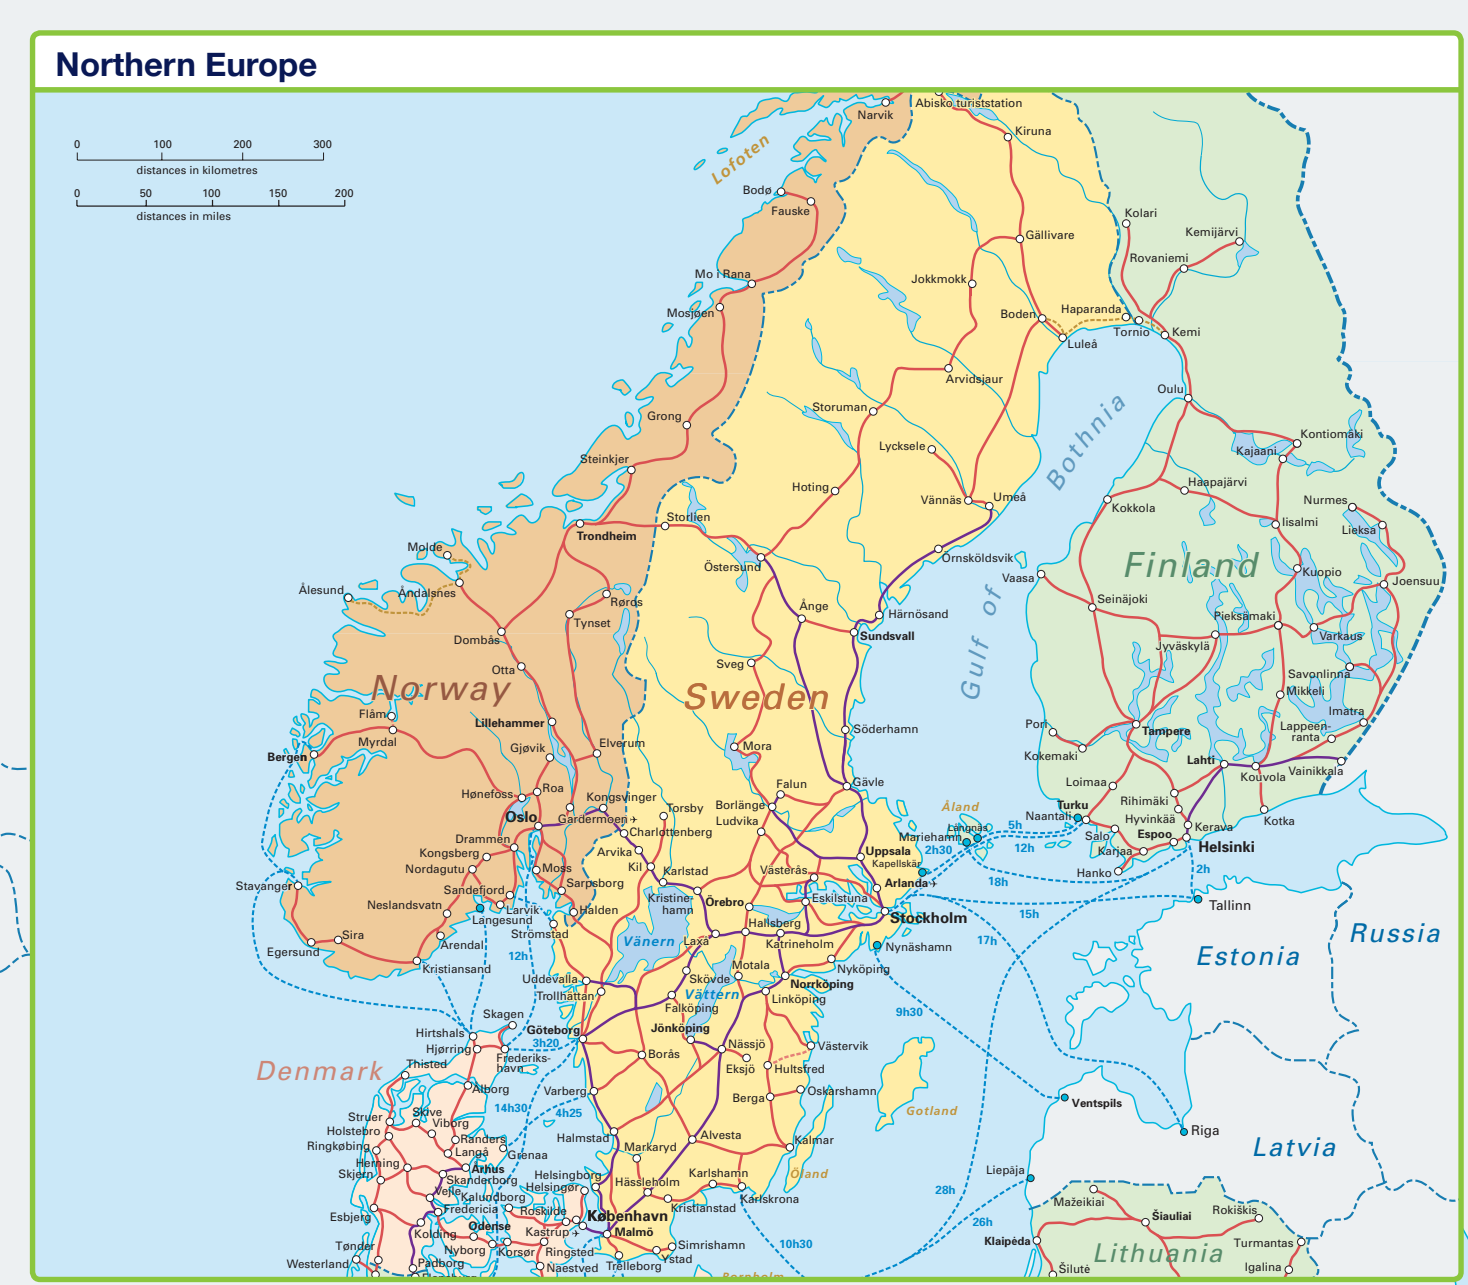 Northern Europe
0 100 200 300
distances in kilometres
0 50 100 150 200
distances in miles
Lofoten
Narvik
Abisko turiststation
Kiruna
Bodø
Fauske
Kolari
Kemijärvi
Gällivare
Rovaniemi
Mo i Rana
Jokkmokk
Mosjøen
Boden
Haparanda
Tornio
Kemi
Luleå
Arvidsjaur
Oulu
Storuman
Grong
Bothnia
Gulf of
Kontiomäki
Kajaani
Lycksele
Steinkjer
Hoting
Haapajärvi
Vännäs
Umeå
Nurmes
Kokkola
Storlien
Iisalmi
Lieksa
Trondheim
Molde
Örnsköldsvik
Östersund
Finland
Vaasa
Kuopio
Joensuu
Ålesund
Åndalsnes
Røros
Seinäjoki
Ånge
Härnösand
Tynset
Pieksämäki
Varkaus
Dombås
Sundsvall
Jyväskylä
Otta
Sveg
Savonlinna
Norway
Sweden
Mikkeli
Flåm
Lillehammer
Imatra
Myrdal
Söderhamn
Pori
Tampere
Lappeen-
ranta
Bergen
Gjøvik
Elverum
Mora
Kokemaki
Lahti
Kouvola
Vainikkala
Hønefoss
Roa
Kongsvinger
Falun
Gävle
Loimaa
Borlänge
Torsby
Riihimäki
Oslo
Gardermoen
Ludvika
Åland
Turku
Naantali
Hyvinkää
Kotka
Charlottenberg
Mariehamn
Långnäs
5h
Salo
Espoo
Kerava
Drammen
Arvika
Uppsala
2h30
12h
Karjaa
Helsinki
Kongsberg
Kil
Kapellskär
Nordagutu
Moss
Karlstad
Västerås
Arlanda
18h
Hanko
2h
Stavanger
Sandefjord
Sarpsborg
Kristine-
hamn
Örebro
Eskilstuna
Tallinn
Neslandsvatn
Larvik
Halden
Stockholm
15h
Langesund
Hallsberg
Strömstad
Vänern
Laxå
Katrineholm
Russia
Sira
Arendal
12h
Nynäshamn
17h
Egersund
Estonia
Kristiansand
Motala
Nyköping
Uddevalla
Skövde
Norrköping
Trollhättan
Vättern
Linköping
Falköping
9h30
Skagen
Göteborg
Jönköping
Hirtshals
3h20
Hjørring
Frederiks-
havn
Nässjö
Västervik
Borås
Denmark
Thisted
Eksjö
Hultsfred
Alborg
Varberg
Oskarshamn
Berga
14h30
4h25
Gotland
Ventspils
Struer
Skive
Holstebro
Viborg
Halmstad
Riga
Ringkøbing
Randers
Alvesta
Kalmar
Langå
Grenaa
Markaryd
Latvia
Herning
Århus
Skjern
Skanderborg
Helsingborg
Karlshamn
Öland
Liepāja
Helsingør
Hässleholm
Vejle
Kalundborg
Karlskrona
28h
Mažeikiai
Fredericia
Roskilde
Kristianstad
Esbjerg
København
Šiauliai
Rokiškis
26h
Odense
Kolding
Kastrup
Malmö
Klaipėda
Turmantas
Nyborg
Korsør
Ringsted
Simrishamn
10h30
Tønder
Ystad
Lithuania
Westerland
Padborg
Naestved
Trelleborg
Šilutė
Igalina
Bornholm